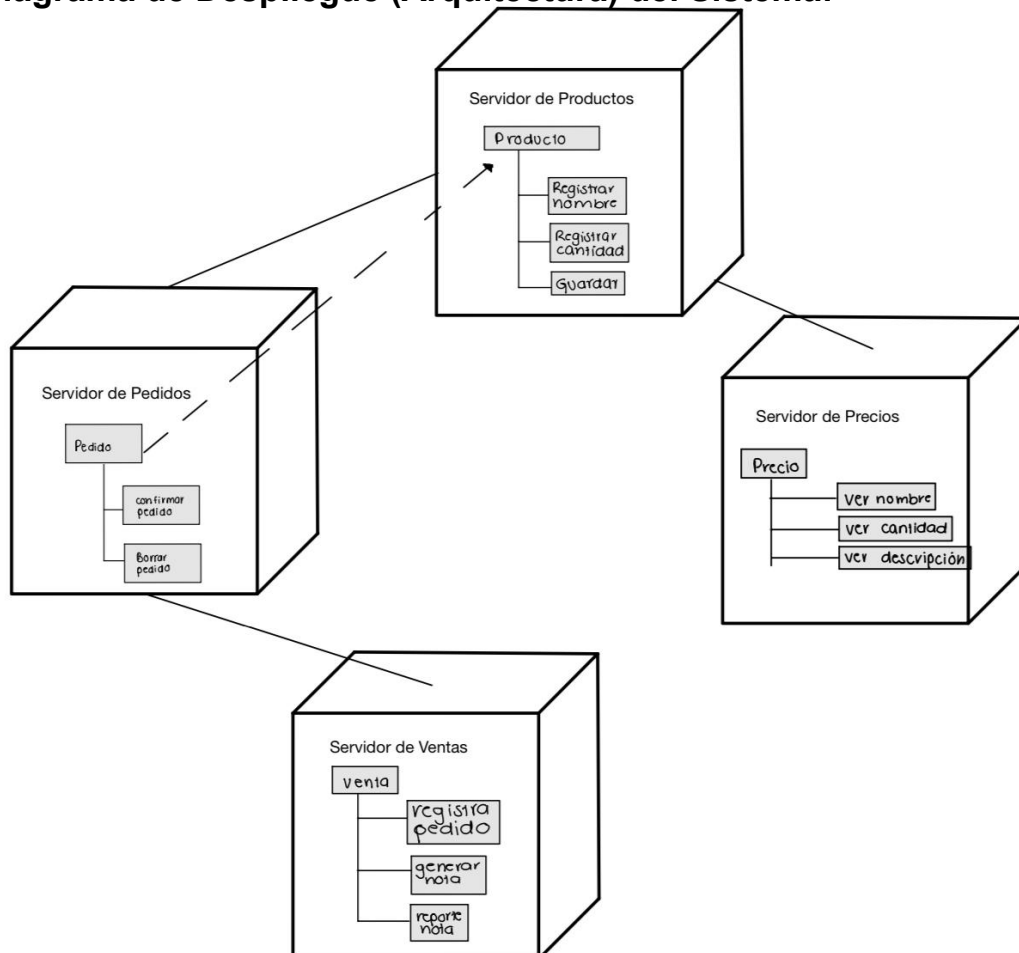 Diagrama de Despliegue (Arquitectura) del Sistema:
Servidor de Productos
Producto
Registrar
nombre
Registrar
cantidad
Guardar
Servidor de Pedidos
Pedido
confirmar
pedido
Borrar
pedido
Servidor de Precios
Precio
ver nombre
ver cantidad
ver descripción
Servidor de Ventas
venta
registra
pedido
generar
nota
reporte
nota